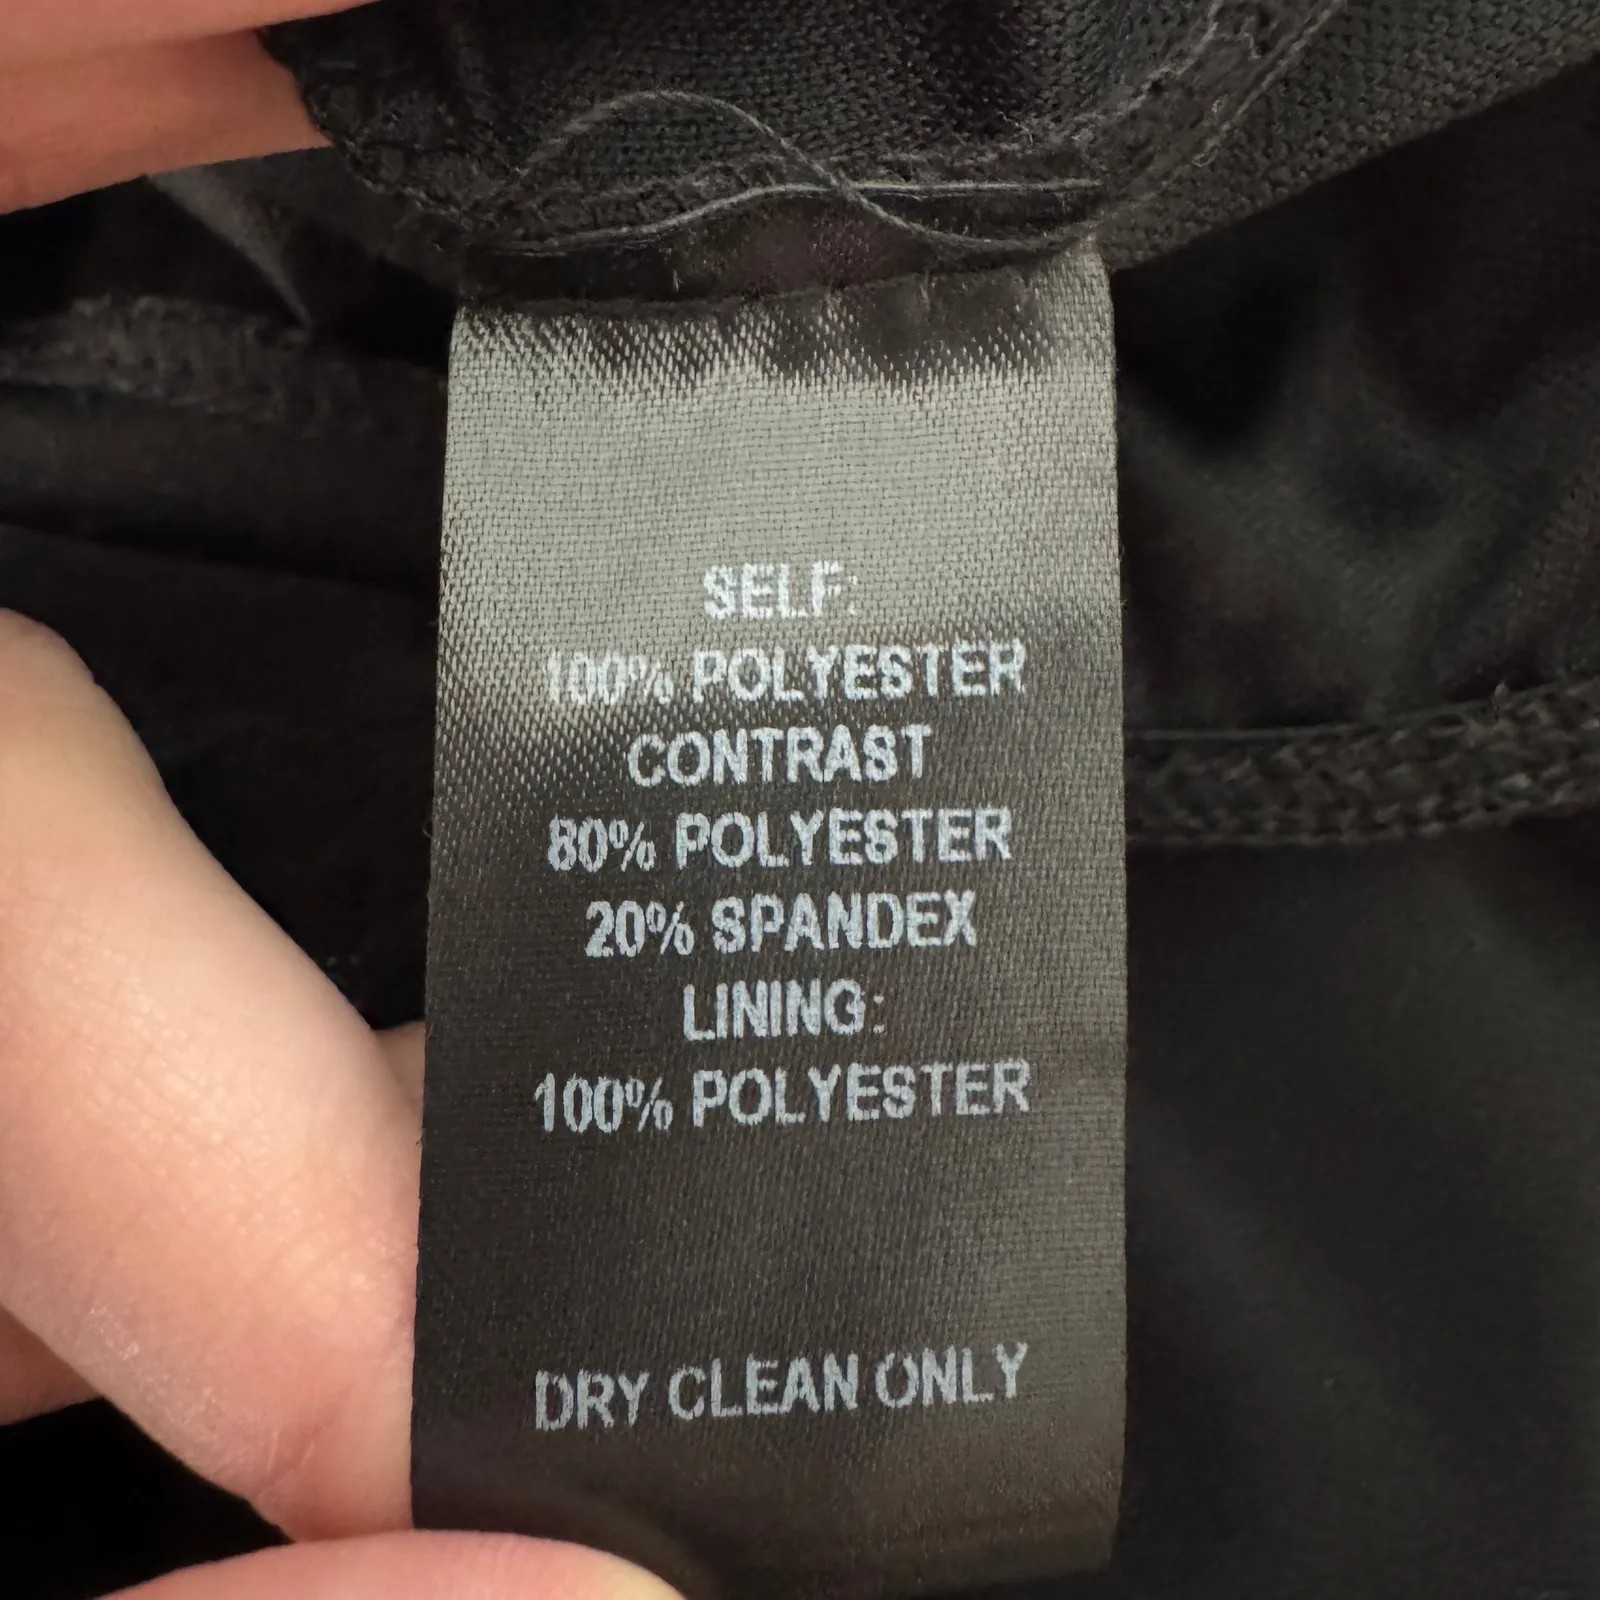 SELF:
100% POLYESTER
CONTRAST
80% POLYESTER
20% SPANDEX
LINING:
100% POLYESTER
DRY CLEAN ONLY